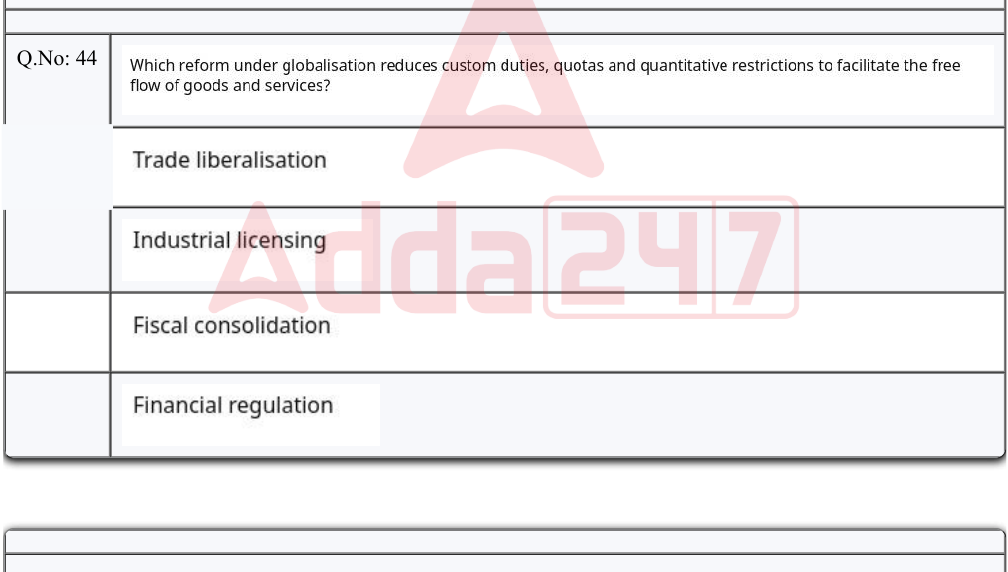 Q.No: 44
Which reform under globalisation reduces custom duties, quotas and quantitative restrictions to facilitate the free
flow of goods and services?
Trade liberalisation
Industrial licensing
Fiscal consolidation
Financial regulation
Adda247